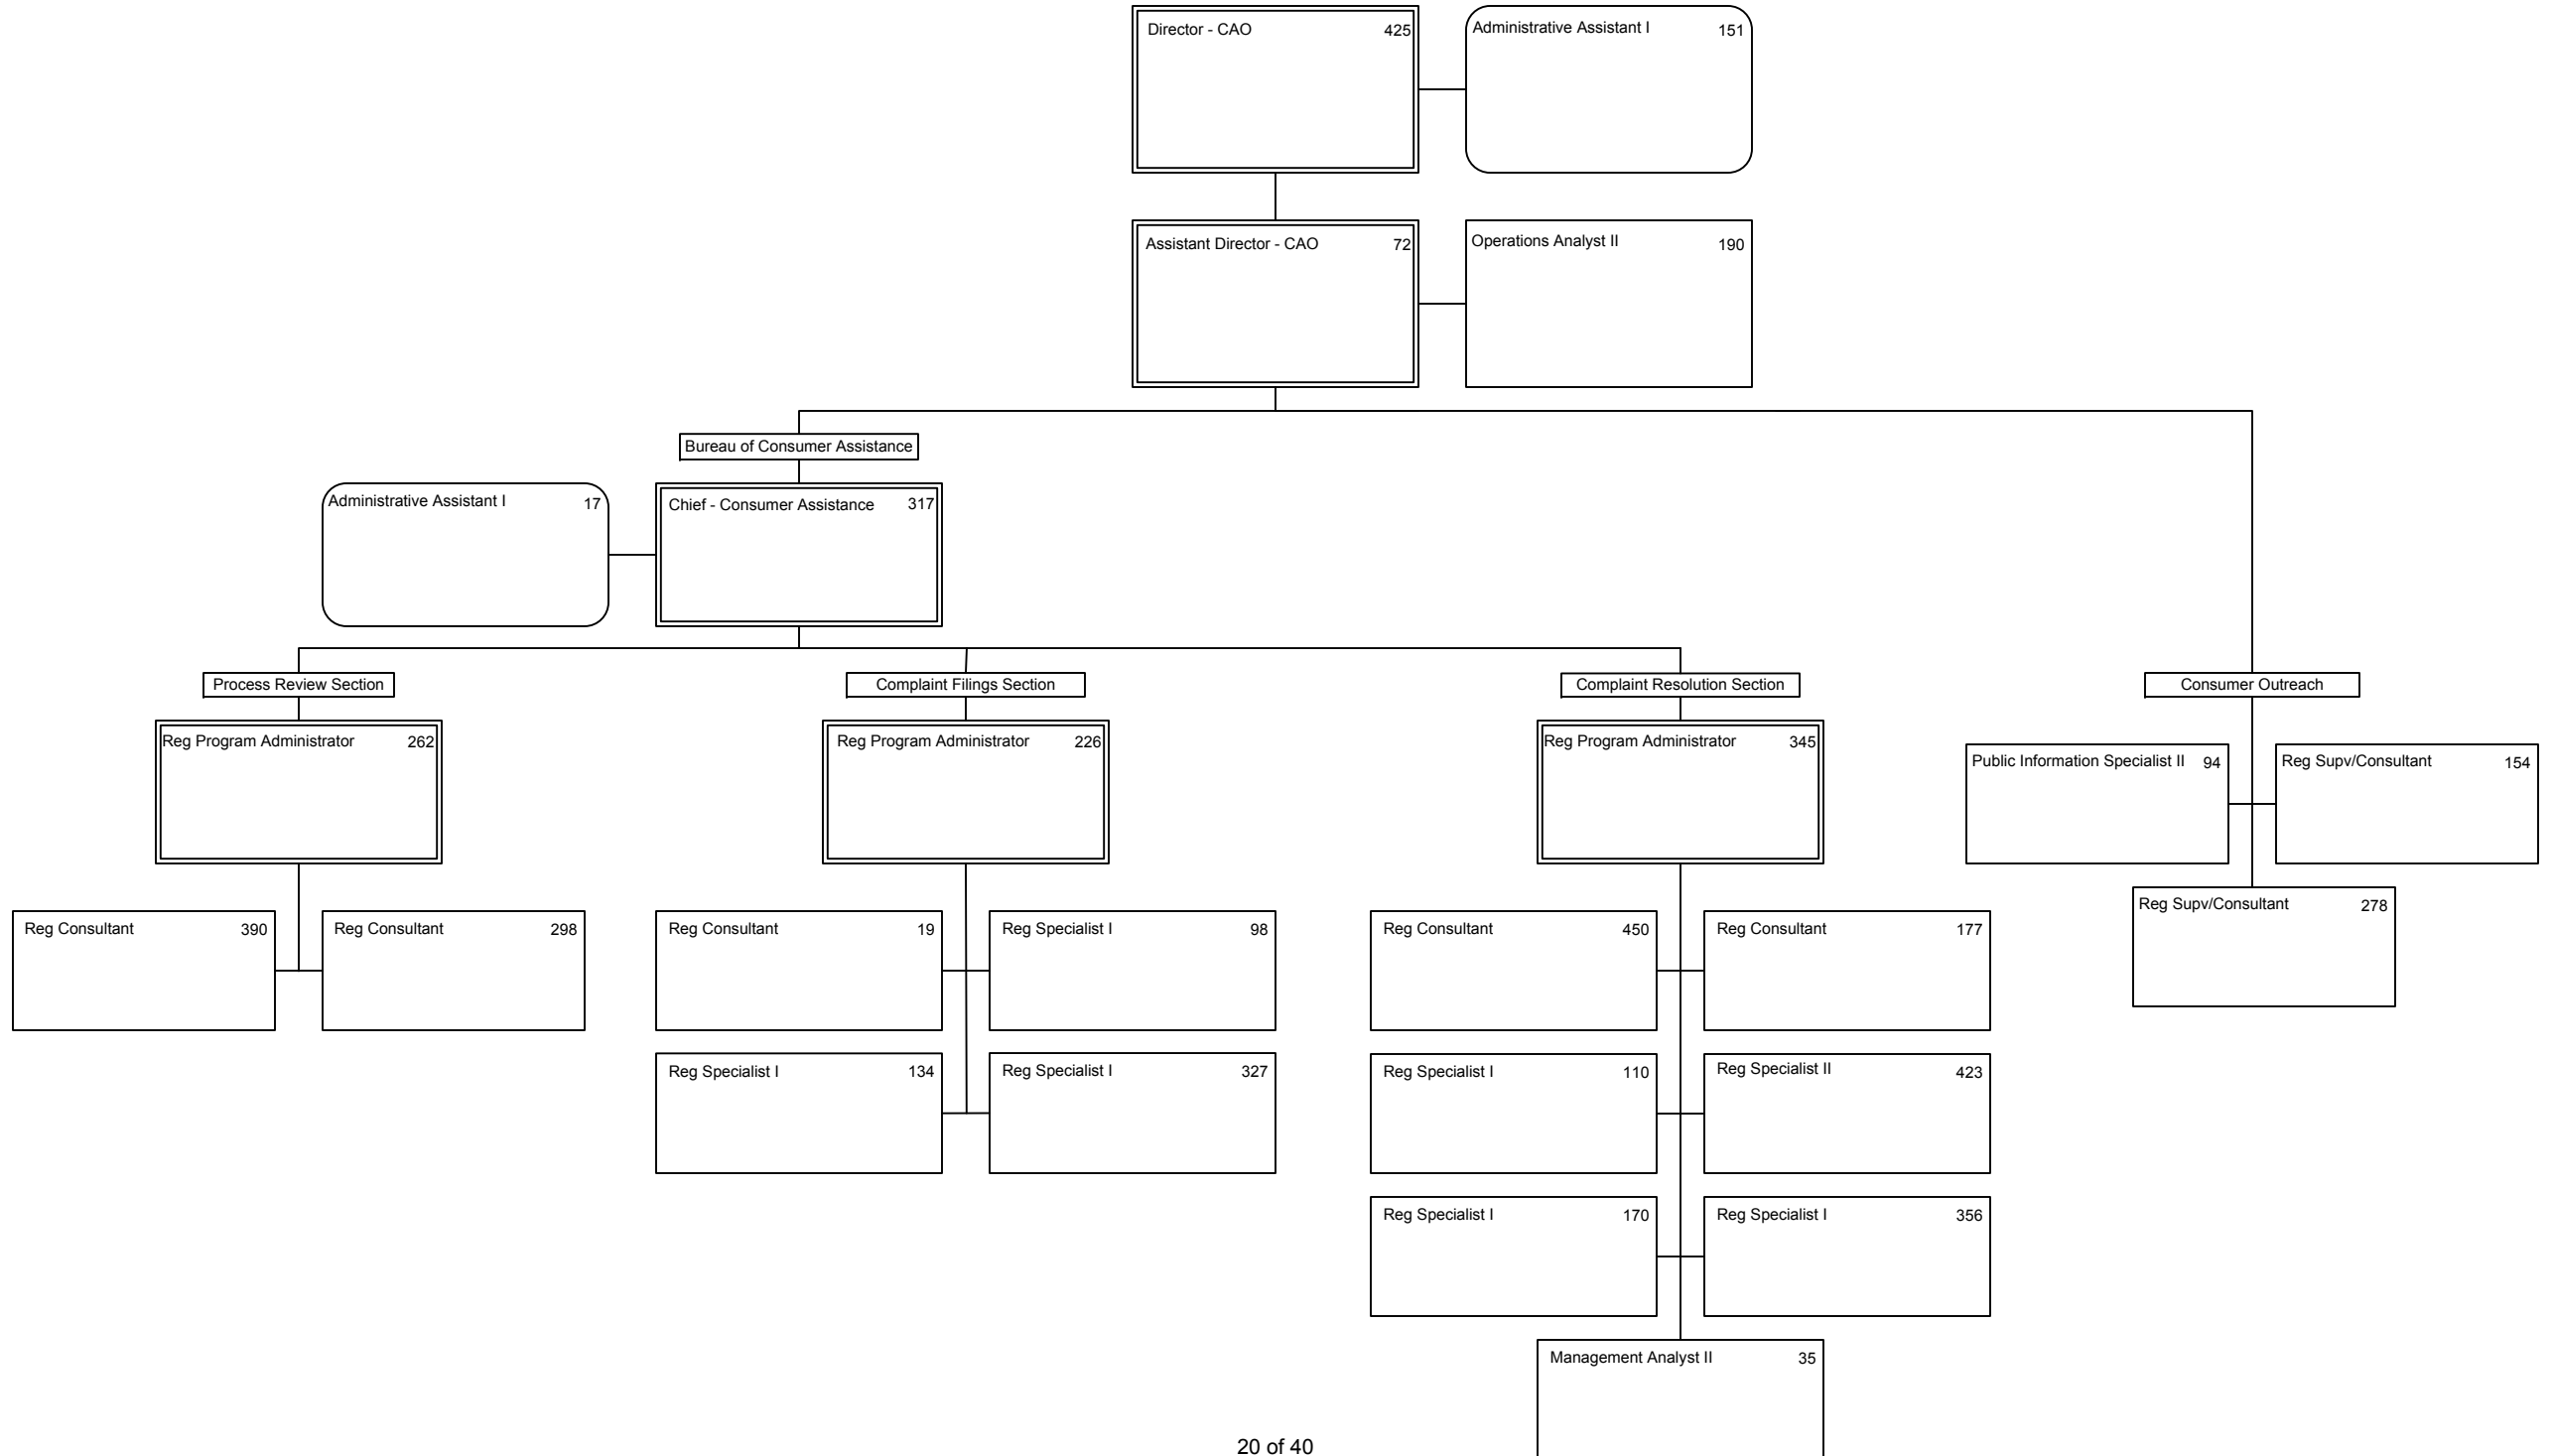 Director - CAO 425
Administrative Assistant I 151
Assistant Director - CAO 72
Operations Analyst II 190
Bureau of Consumer Assistance
Administrative Assistant I 17
Chief - Consumer Assistance 317
Process Review Section
Complaint Filings Section
Complaint Resolution Section
Consumer Outreach
Reg Program Administrator 262
Reg Program Administrator 226
Reg Program Administrator 345
Public Information Specialist II 94
Reg Supv/Consultant 154
Reg Supv/Consultant 278
Reg Consultant 390
Reg Consultant 298
Reg Consultant 19
Reg Specialist I 98
Reg Consultant 450
Reg Consultant 177
Reg Specialist I 134
Reg Specialist I 327
Reg Specialist I 110
Reg Specialist II 423
Reg Specialist I 170
Reg Specialist I 356
Management Analyst II 35
20 of 40